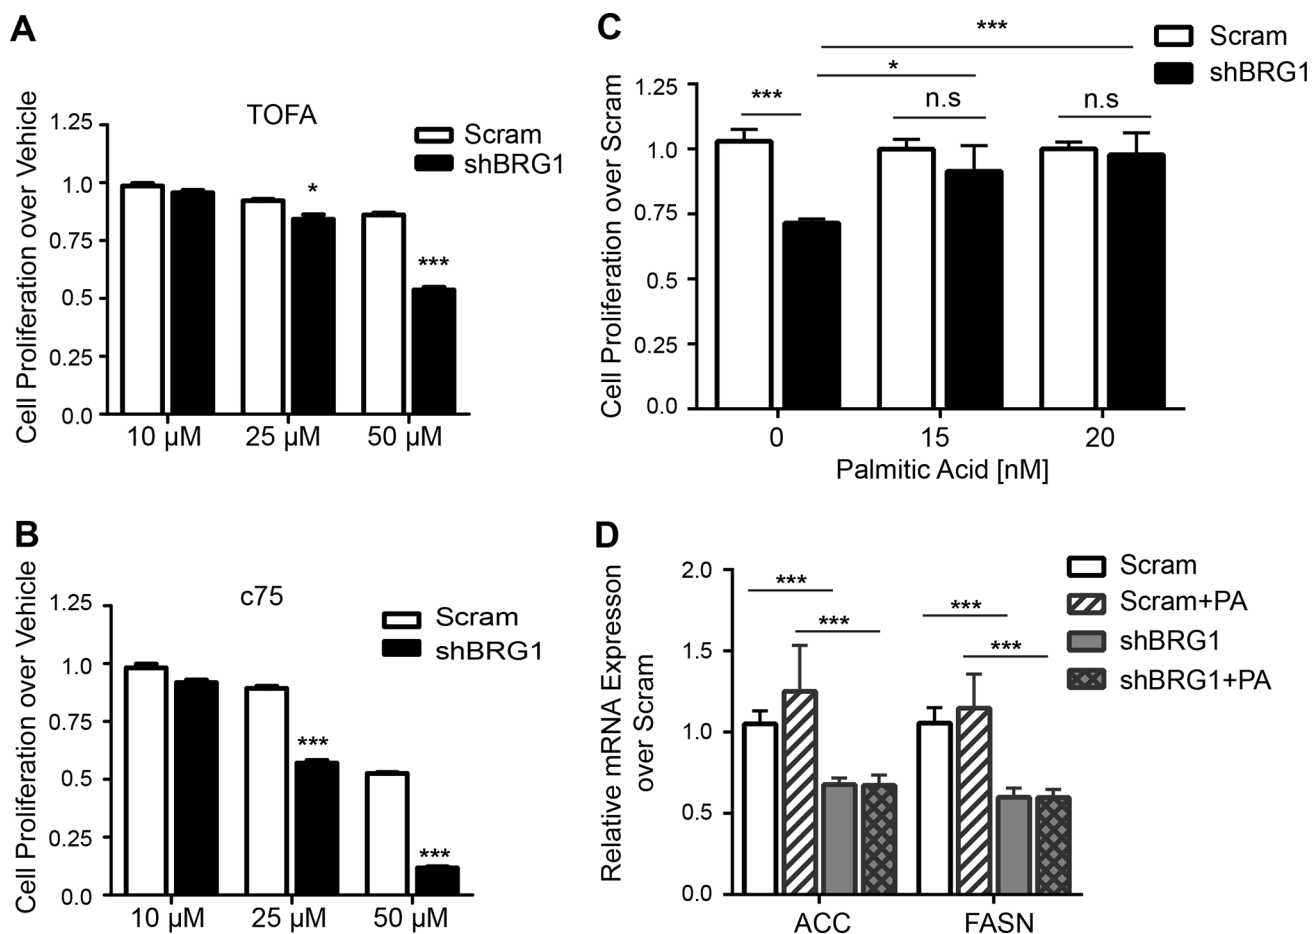 A
TOFA
Cell Proliferation over Vehicle
1.25
1.0
0.75
0.5
0.25
0.0
Scram
shBRG1
*
***
10 µM
25 µM
50 µM
B
c75
Cell Proliferation over Vehicle
1.25
1.0
0.75
0.5
0.25
0.0
Scram
shBRG1
***
***
10 µM
25 µM
50 µM
C
Scram
shBRG1
Cell Proliferation over Scram
1.25
1.0
0.75
0.5
0.25
0.0
***
*
***
n.s
n.s
0
15
20
Palmitic Acid [nM]
D
Scram
Scram+PA
shBRG1
shBRG1+PA
Relative mRNA Expresson
over Scram
2.0
1.5
1.0
0.5
0.0
***
***
***
***
ACC
FASN